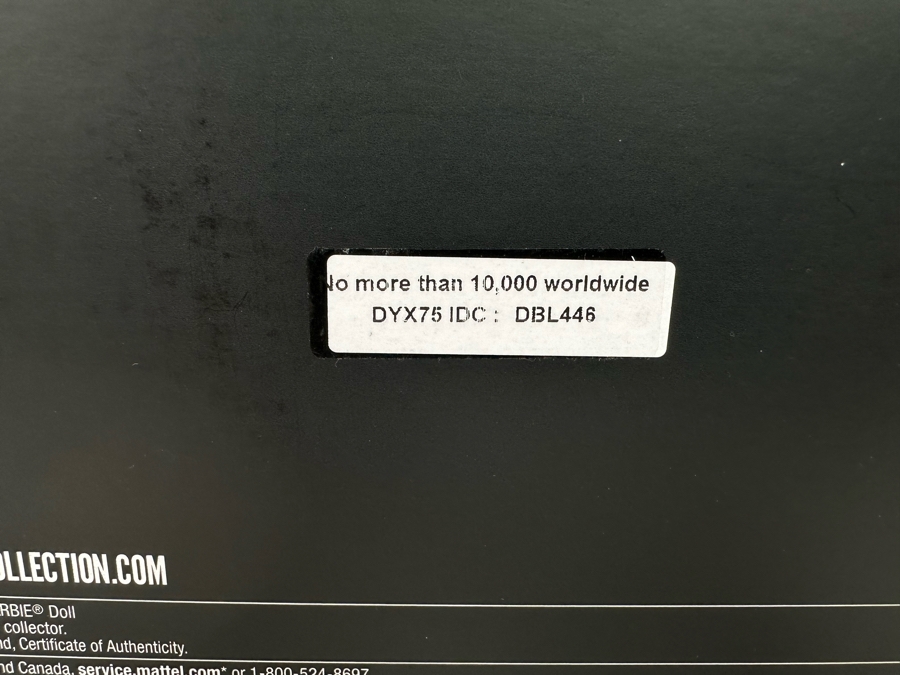 No more than 10,000 worldwide
DYX75 IDC : DBL446
OLLECTION.COM
RBIE® Doll
collector.
nd, Certificate of Authenticity.
nd Canada, service.mattel.com* or 1-800-524-8697